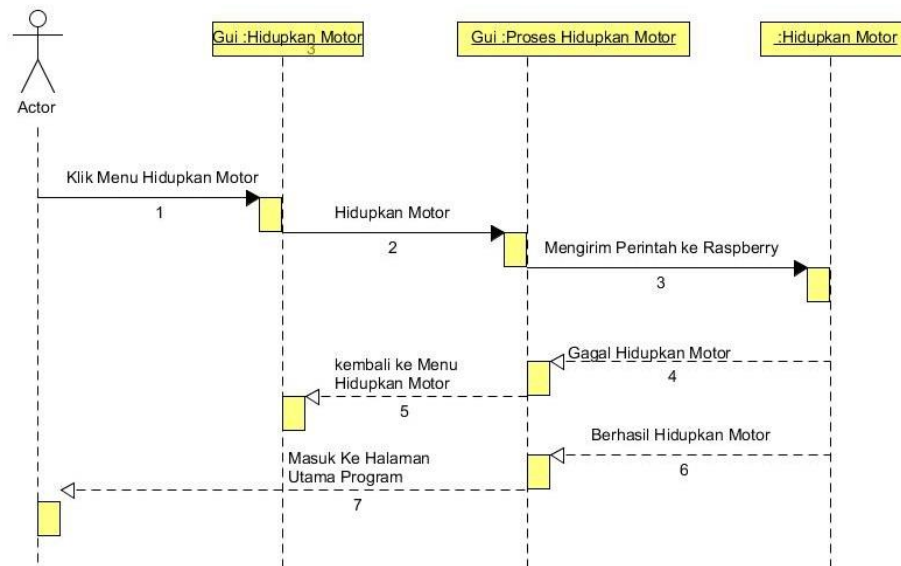 Gui :Hidupkan Motor
3
Gui :Proses Hidupkan Motor
:Hidupkan Motor
Actor
Klik Menu Hidupkan Motor
1
Hidupkan Motor
2
Mengirim Perintah ke Raspberry
3
Gagal Hidupkan Motor
4
kembali ke Menu
Hidupkan Motor
5
Berhasil Hidupkan Motor
6
Masuk Ke Halaman
Utama Program
7